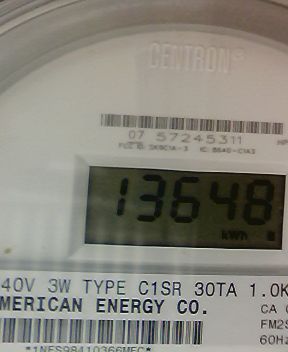 CENTRON®
07 57245311
13648
kWh
40V 3W TYPE C1SR 30TA 1.0K
MERICAN ENERGY CO.
CA
FM2S
60Hz